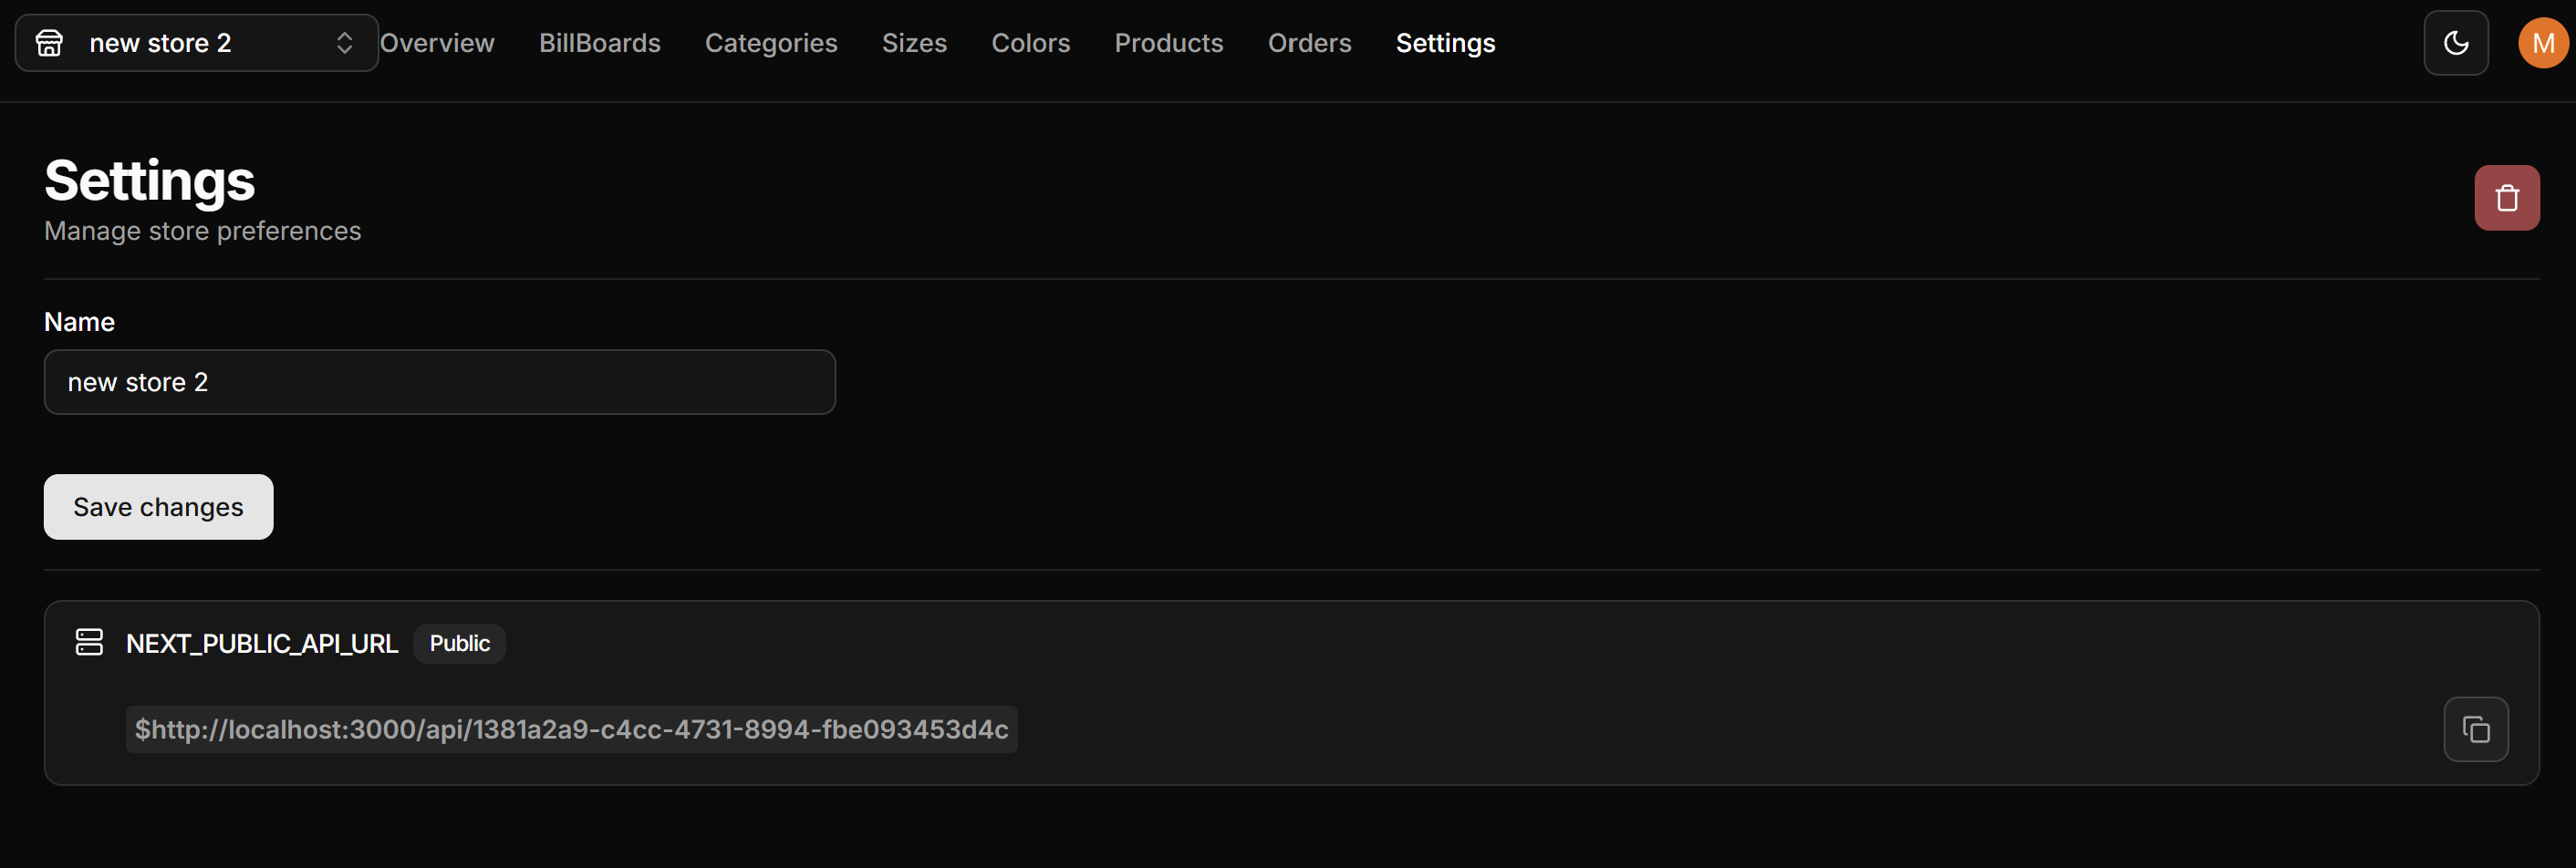 new store 2 Overview BillBoards Categories Sizes Colors Products Orders Settings M
Settings
Manage store preferences
Name
new store 2
Save changes
NEXT_PUBLIC_API_URL Public
$http://localhost:3000/api/1381a2a9-c4cc-4731-8994-fbe093453d4c